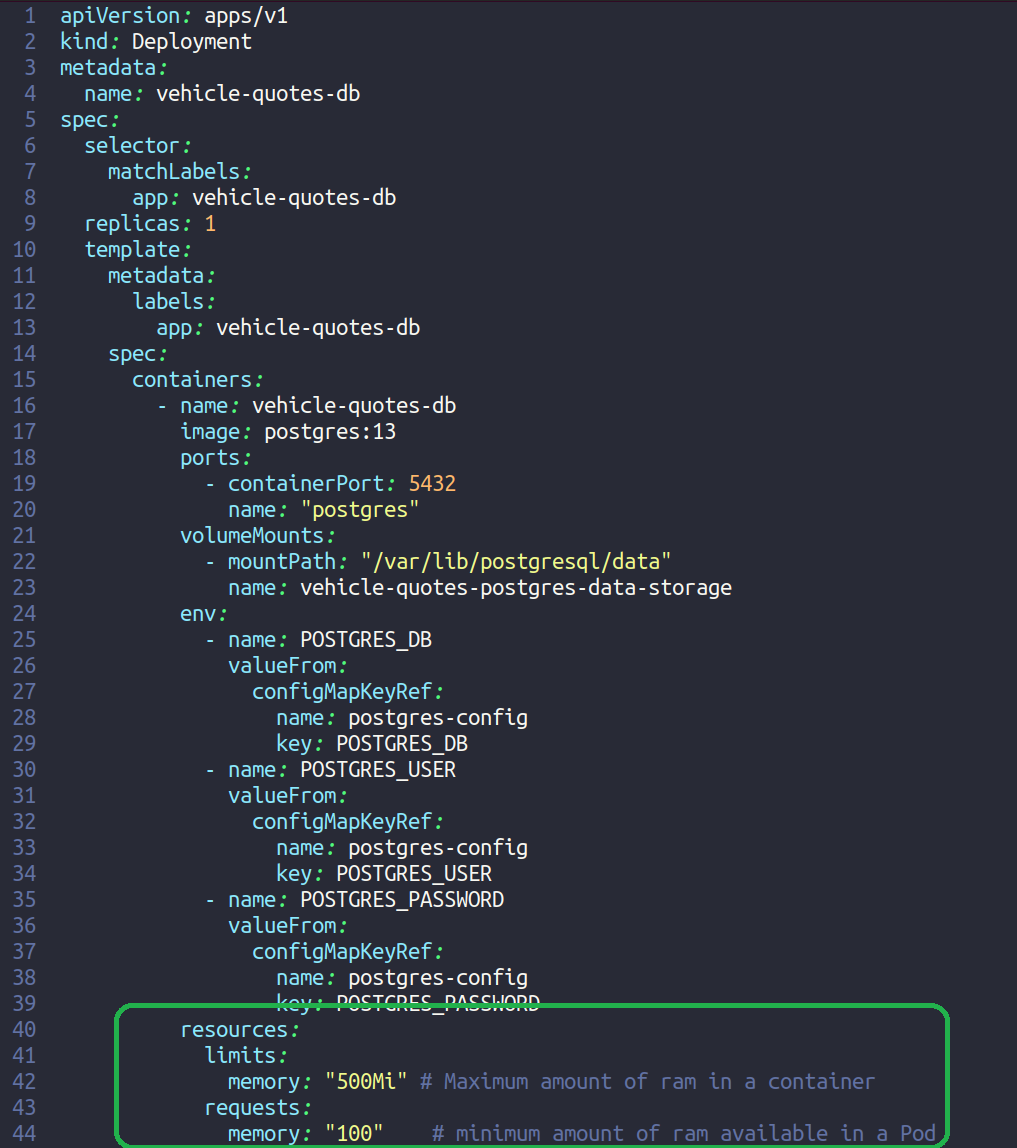 1 apiVersion: apps/v1
2 kind: Deployment
3 metadata:
4   name: vehicle-quotes-db
5 spec:
6   selector:
7     matchLabels:
8       app: vehicle-quotes-db
9   replicas: 1
10   template:
11     metadata:
12       labels:
13         app: vehicle-quotes-db
14     spec:
15       containers:
16         - name: vehicle-quotes-db
17           image: postgres:13
18           ports:
19             - containerPort: 5432
20               name: "postgres"
21           volumeMounts:
22             - mountPath: "/var/lib/postgresql/data"
23               name: vehicle-quotes-postgres-data-storage
24           env:
25             - name: POSTGRES_DB
26               valueFrom:
27                 configMapKeyRef:
28                   name: postgres-config
29                   key: POSTGRES_DB
30             - name: POSTGRES_USER
31               valueFrom:
32                 configMapKeyRef:
33                   name: postgres-config
34                   key: POSTGRES_USER
35             - name: POSTGRES_PASSWORD
36               valueFrom:
37                 configMapKeyRef:
38                   name: postgres-config
39                   key: POSTGRES_PASSWORD
40           resources:
41             limits:
42               memory: "500Mi" # Maximum amount of ram in a container
43             requests:
44               memory: "100"    # minimum amount of ram available in a Pod